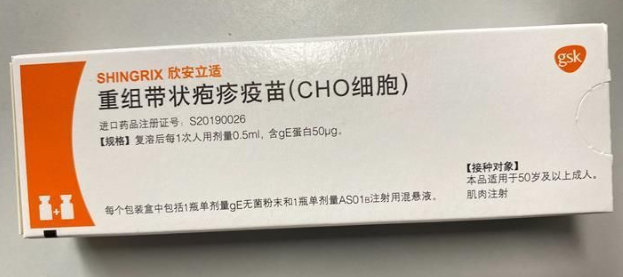 SHINGRIX 欣安立适
gsk
重组带状疱疹疫苗(CHO细胞)
进口药品注册证号：S20190026
【规格】复溶后每1次人用剂量0.5ml，含gE蛋白50μg。
【接种对象】
本品适用于50岁及以上成人。
肌肉注射
每个包装盒中包括1瓶单剂量gE无菌粉末和1瓶单剂量AS01B注射用混悬液。